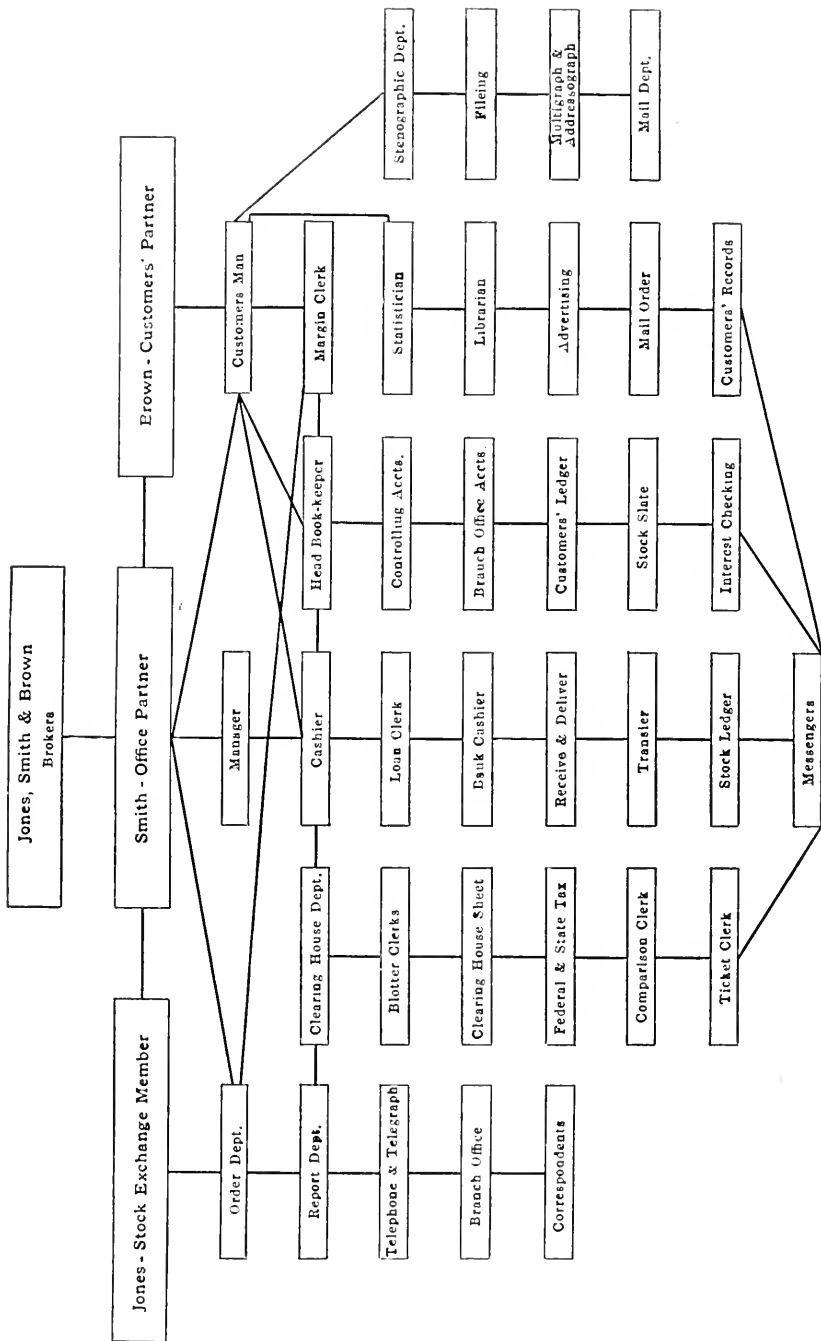 Jones, Smith & Brown
Brokers
Jones - Stock Exchange Member
Smith - Office Partner
Brown - Customers' Partner
Order Dept.
Manager
Customers Man
Report Dept.
Clearing House Dept.
Cashier
Head Book-keeper
Margin Clerk
Telephone & Telegraph
Blotter Clerks
Loan Clerk
Controlling Accts.
Statistician
Stenographic Dept.
Branch Office
Clearing House Sheet
Bank Cashier
Branch Office Accts.
Librarian
Fileing
Correspondents
Federal & State Tax
Receive & Deliver
Customers' Ledger
Advertising
Multigraph &
Addreasograph
Comparison Clerk
Transfer
Stock Slate
Mail Order
Mail Dept.
Ticket Clerk
Stock Ledger
Interest Checking
Customers' Records
Messengers